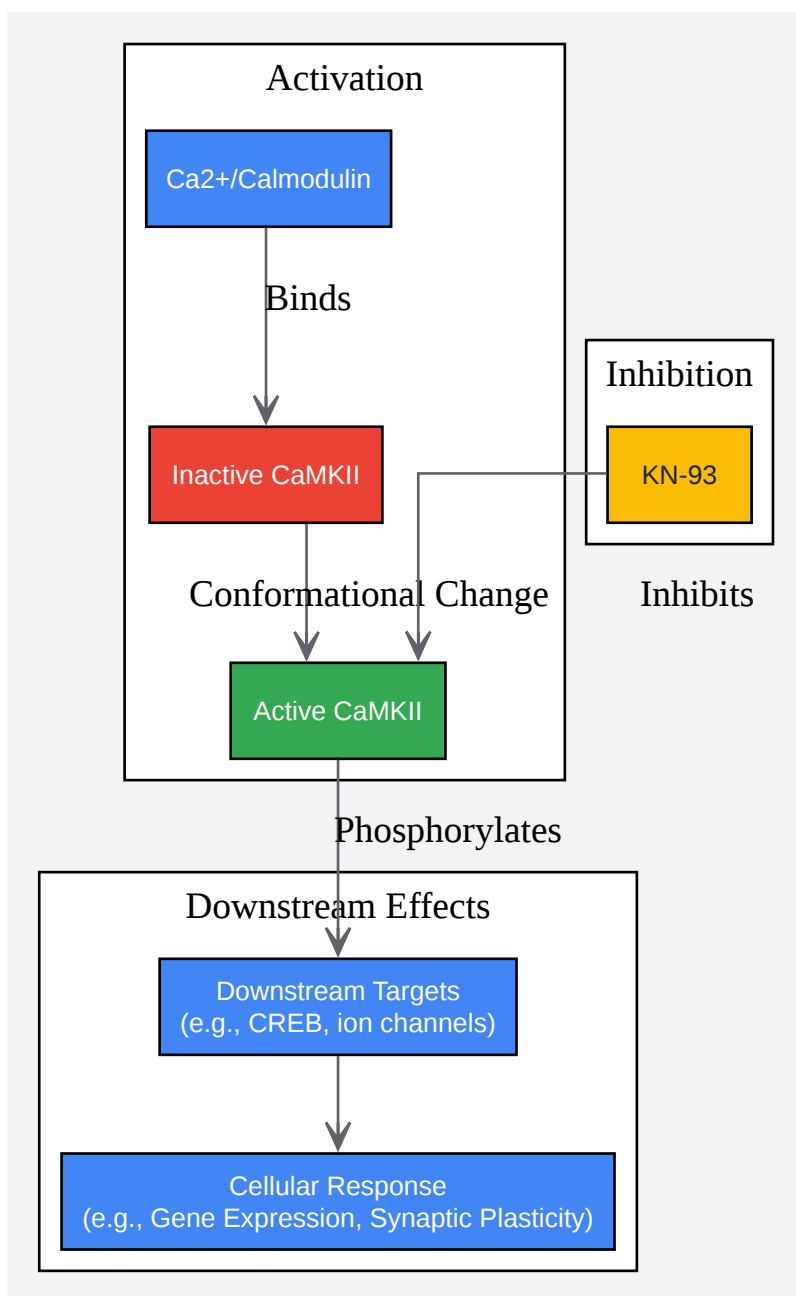 Activation
Ca2+/Calmodulin
Binds
Inhibition
Inactive CaMKII
KN-93
Conformational Change
Inhibits
Active CaMKII
Phosphorylates
Downstream Effects
Downstream Targets
(e.g., CREB, ion channels)
Cellular Response
(e.g., Gene Expression, Synaptic Plasticity)